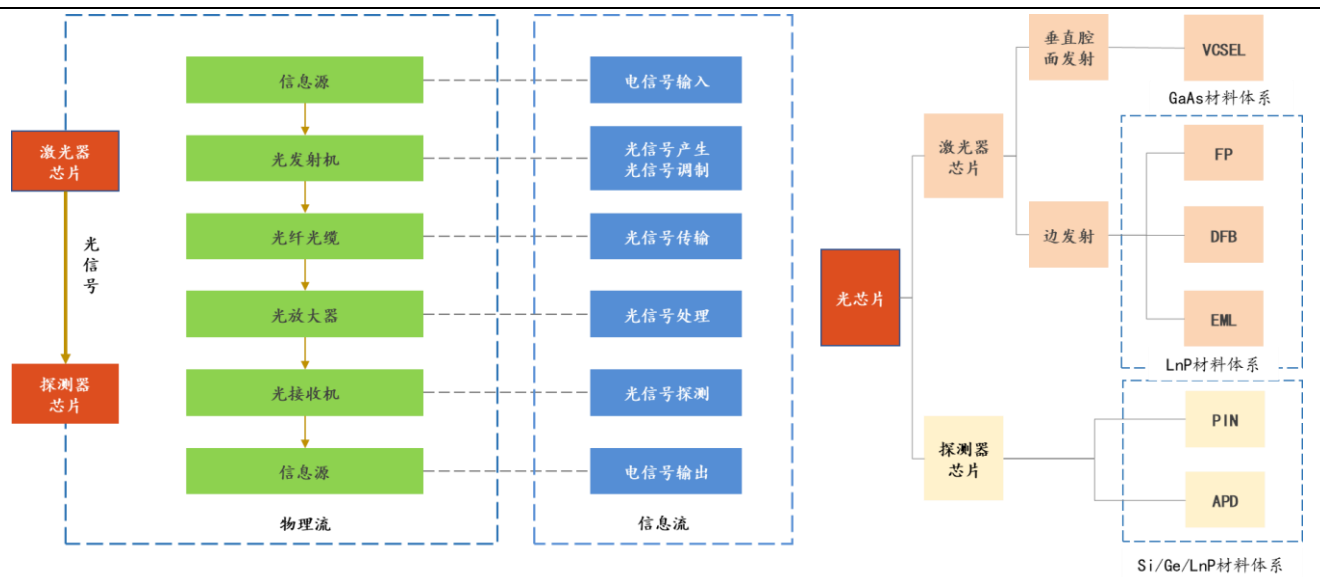 信息源
光发射机
光纤光缆
光放大器
光接收机
信息源
物理流
激光器
芯片
光
信
号
探测器
芯片
电信号输入
光信号产生
光信号调制
光信号传输
光信号处理
光信号探测
电信号输出
信息流
光芯片
激光器
芯片
垂直腔
面发射
VCSEL
GaAs材料体系
边发射
FP
DFB
EML
LnP材料体系
探测器
芯片
PIN
APD
Si/Ge/LnP材料体系